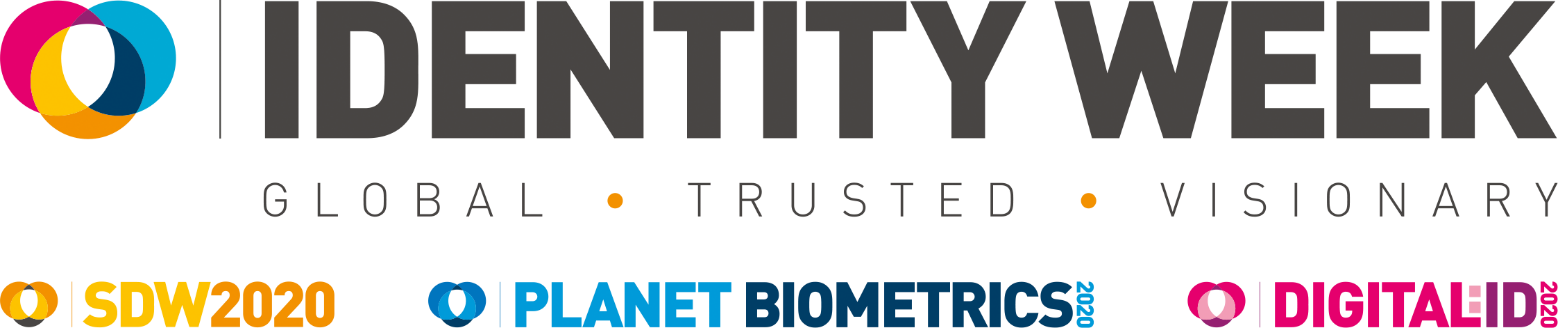 IDENTITY WEEK
GLOBAL • TRUSTED • VISIONARY
SDW2020 PLANET BIOMETRICS 2020 DIGITAL:ID 2020